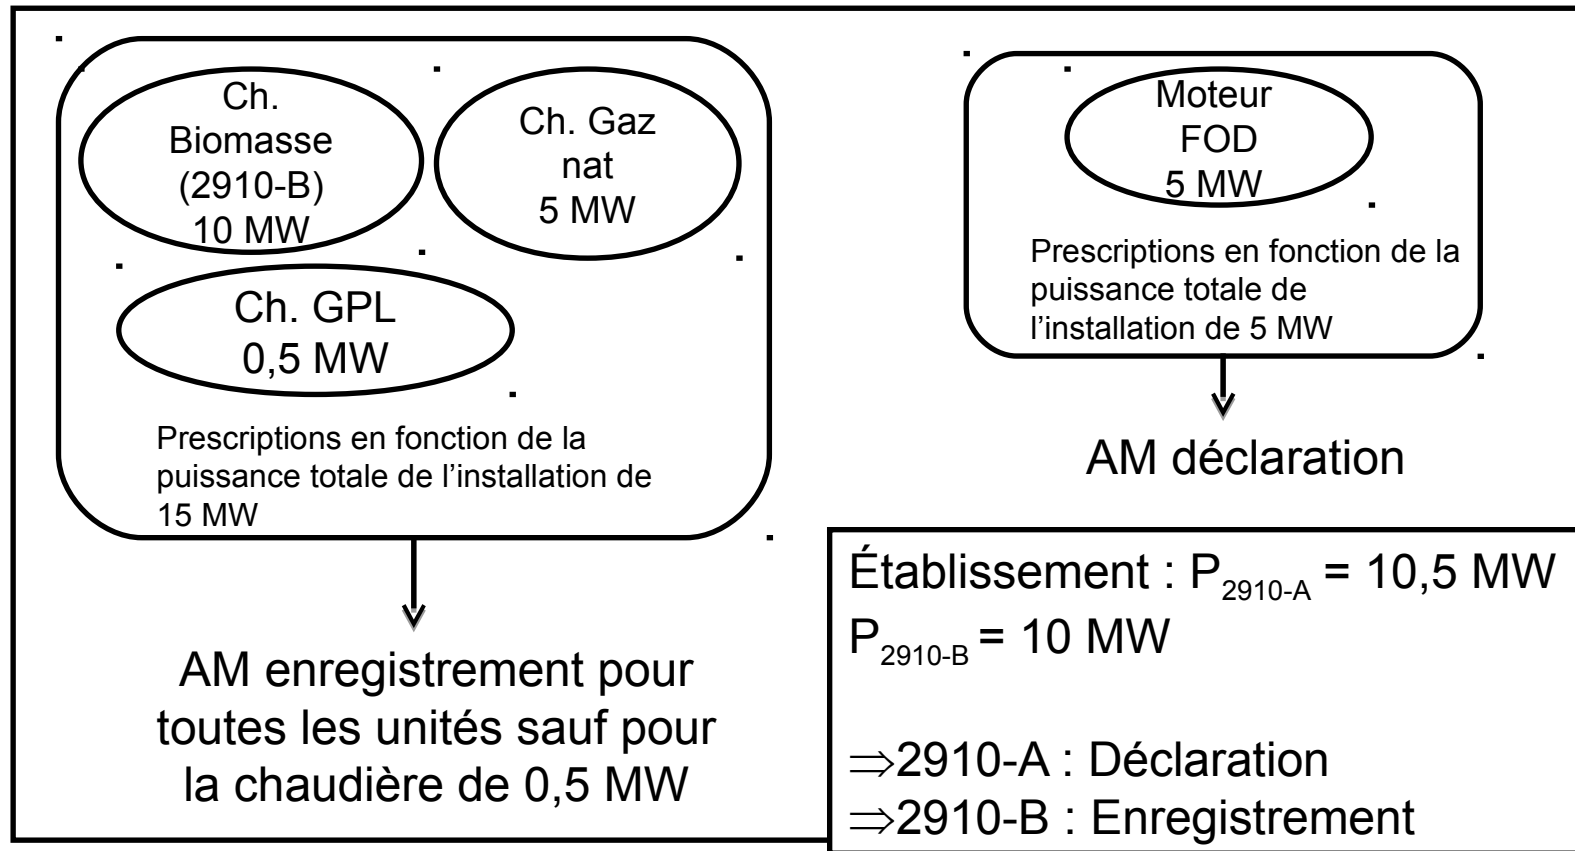 Ch.
Biomasse
(2910-B)
10 MW
Ch. Gaz
nat
5 MW
Ch. GPL
0,5 MW
Prescriptions en fonction de la
puissance totale de l’installation de
15 MW
AM enregistrement pour
toutes les unités sauf pour
la chaudière de 0,5 MW
Moteur
FOD
5 MW
Prescriptions en fonction de la
puissance totale de
l’installation de 5 MW
AM déclaration
Établissement : P2910-A = 10,5 MW
P2910-B = 10 MW
⇒2910-A : Déclaration
⇒2910-B : Enregistrement